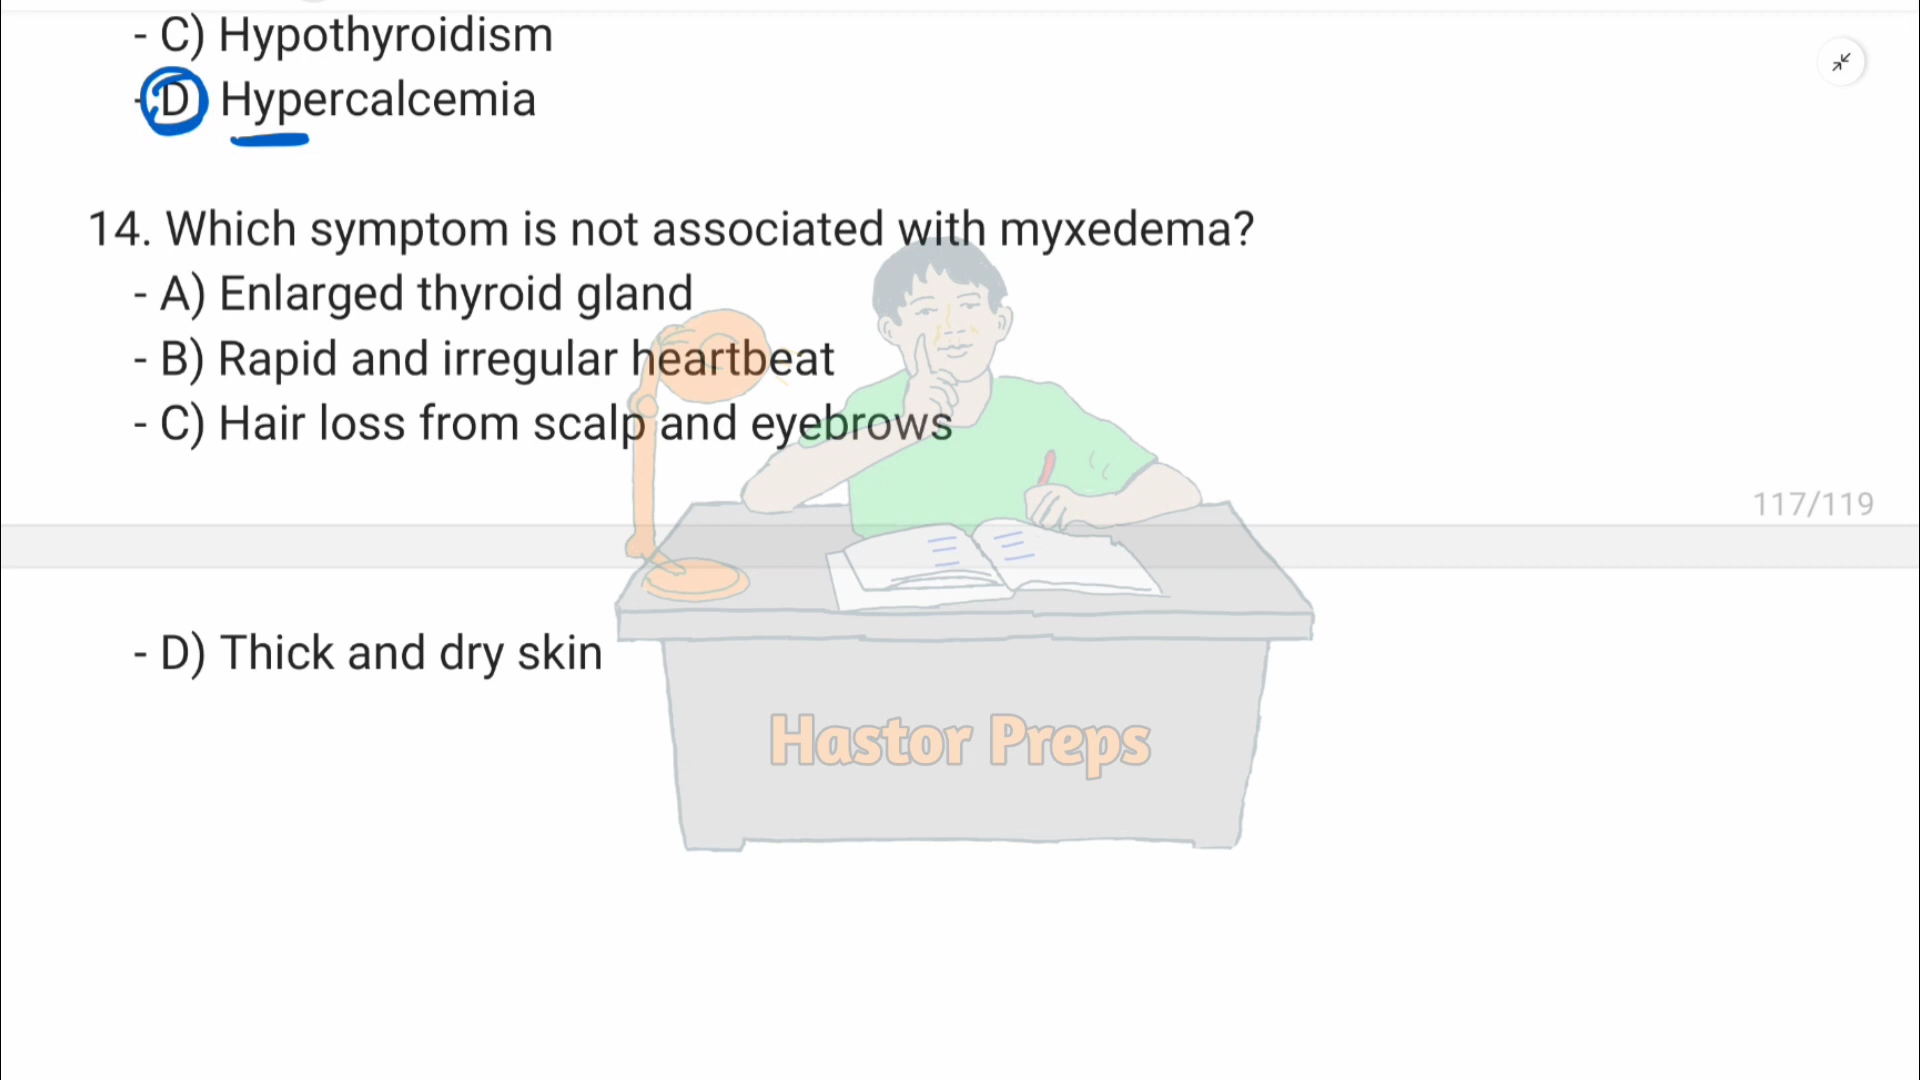 - C) Hypothyroidism
- D) Hypercalcemia
14. Which symptom is not associated with myxedema?
- A) Enlarged thyroid gland
- B) Rapid and irregular heartbeat
- C) Hair loss from scalp and eyebrows
117/119
- D) Thick and dry skin
Hastor Preps